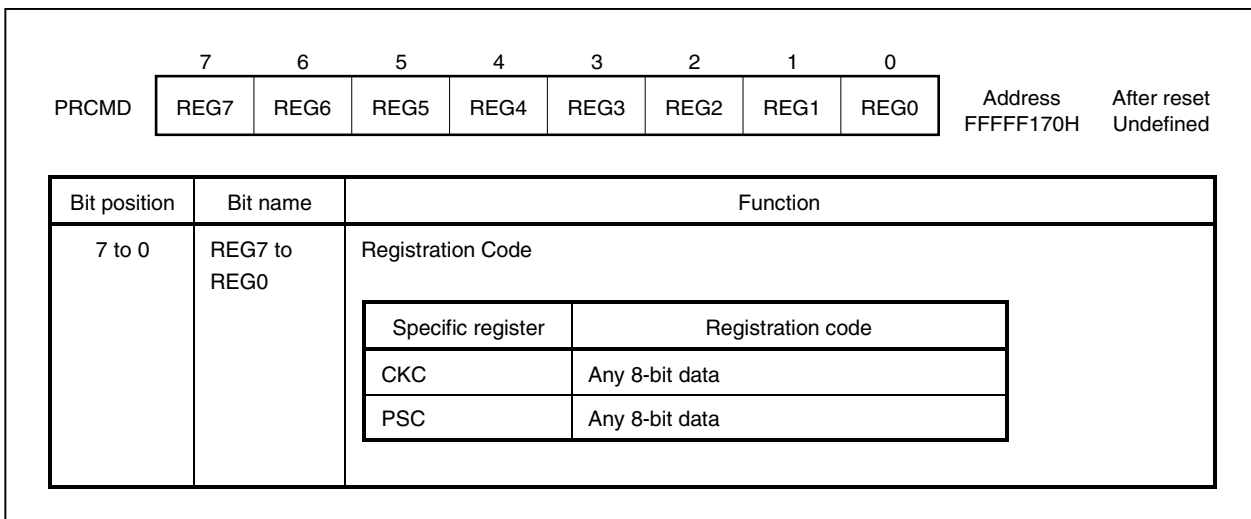 7 6 5 4 3 2 1 0
PRCMD REG7 REG6 REG5 REG4 REG3 REG2 REG1 REG0 Address After reset
FFFFF170H Undefined
Bit position Bit name Function
7 to 0 REG7 to Registration Code
REG0
Specific register Registration code
CKC Any 8-bit data
PSC Any 8-bit data